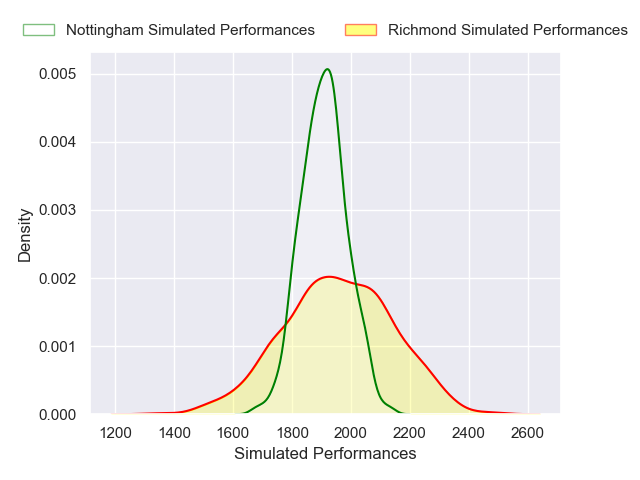 Nottingham Simulated Performances
Richmond Simulated Performances
0.005
0.004
0.003
0.002
0.001
0.000
Density
1200 1400 1600 1800 2000 2200 2400 2600
Simulated Performances